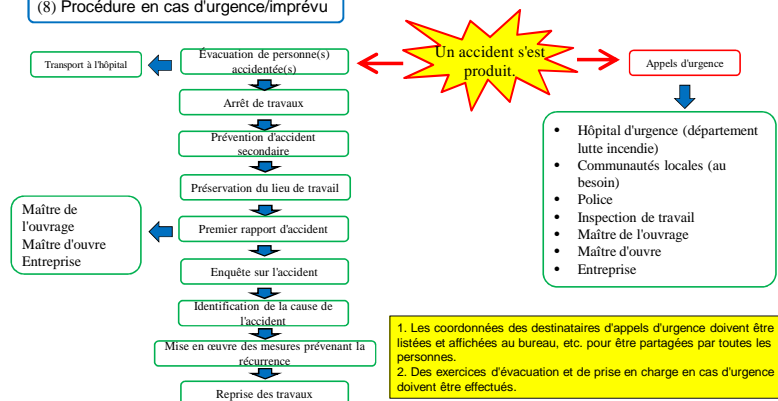 (8) Procédure en cas d'urgence/imprévu
Un accident s'est
produit.
Évacuation de personne(s)
accidentée(s)
Transport à l'hôpital
Appels d'urgence
Arrêt de travaux
Prévention d'accident
secondaire
Préservation du lieu de travail
Premier rapport d'accident
Maître de
l'ouvrage
Maître d'ouvre
Entreprise
Enquête sur l'accident
Identification de la cause de
l'accident
Mise en œuvre des mesures prévenant la
récurrence
Reprise des travaux
• Hôpital d'urgence (département
lutte incendie)
• Communautés locales (au
besoin)
• Police
• Inspection de travail
• Maître de l'ouvrage
• Maître d'ouvre
• Entreprise
1. Les coordonnées des destinataires d'appels d'urgence doivent être
listées et affichées au bureau, etc. pour être partagées par toutes les
personnes.
2. Des exercices d'évacuation et de prise en charge en cas d'urgence
doivent être effectués.